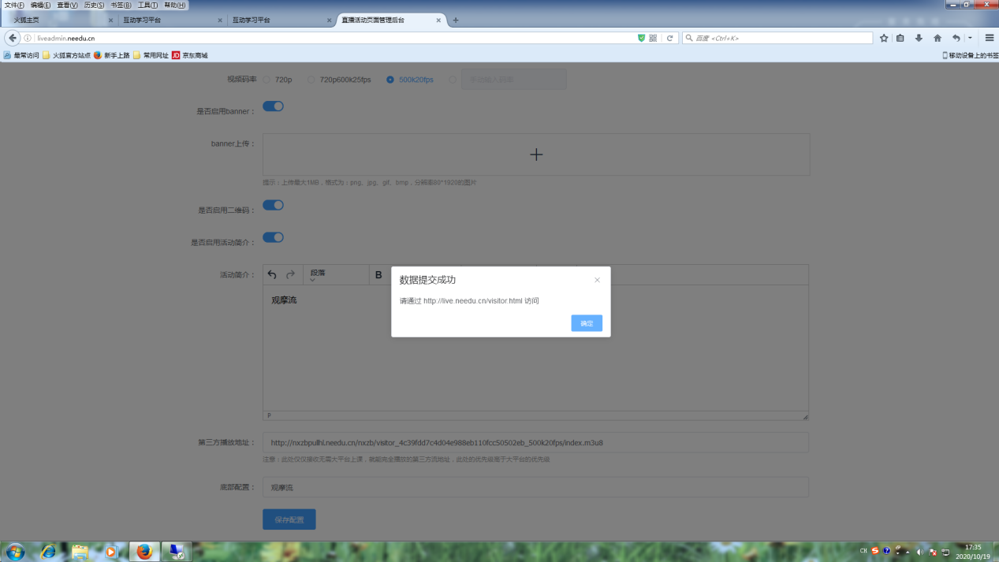 文件(F) 编辑(E) 查看(V) 历史(S) 书签(B) 工具(T) 帮助(H)
火狐主页 × 互动学习平台 × 互动学习平台 × 直播活动页面管理后台 × +
liveadmin.needu.cn 百度 <Ctrl+K>
最常访问 火狐官方站点 新手上路 常用网址 JD 京东商城 移动设备上的书签
视频码率 720p 720p600k25fps 500k20fps 手动输入码率
是否启用banner：
banner上传：
提示：上传最大1MB，格式为：png、jpg、gif、bmp，分辨率80*1920的图片
是否启用二维码：
是否启用活动简介：
活动简介： 段落 B
观摩流
数据提交成功 ×
请通过 http://live.needu.cn/visitor.html 访问
确定
P
第三方播放地址： http://nxzbpullhl.needu.cn/nxzb/visitor_4c39fdd7c4d04e988eb110fcc50502eb_500k20fps/index.m3u8
注意：此处仅仅接收无需大平台上课，就能完全播放的第三方流地址，此处的优先级高于大平台的优先级
底部配置： 观摩流
保存配置
CH 17:35
2020/10/19